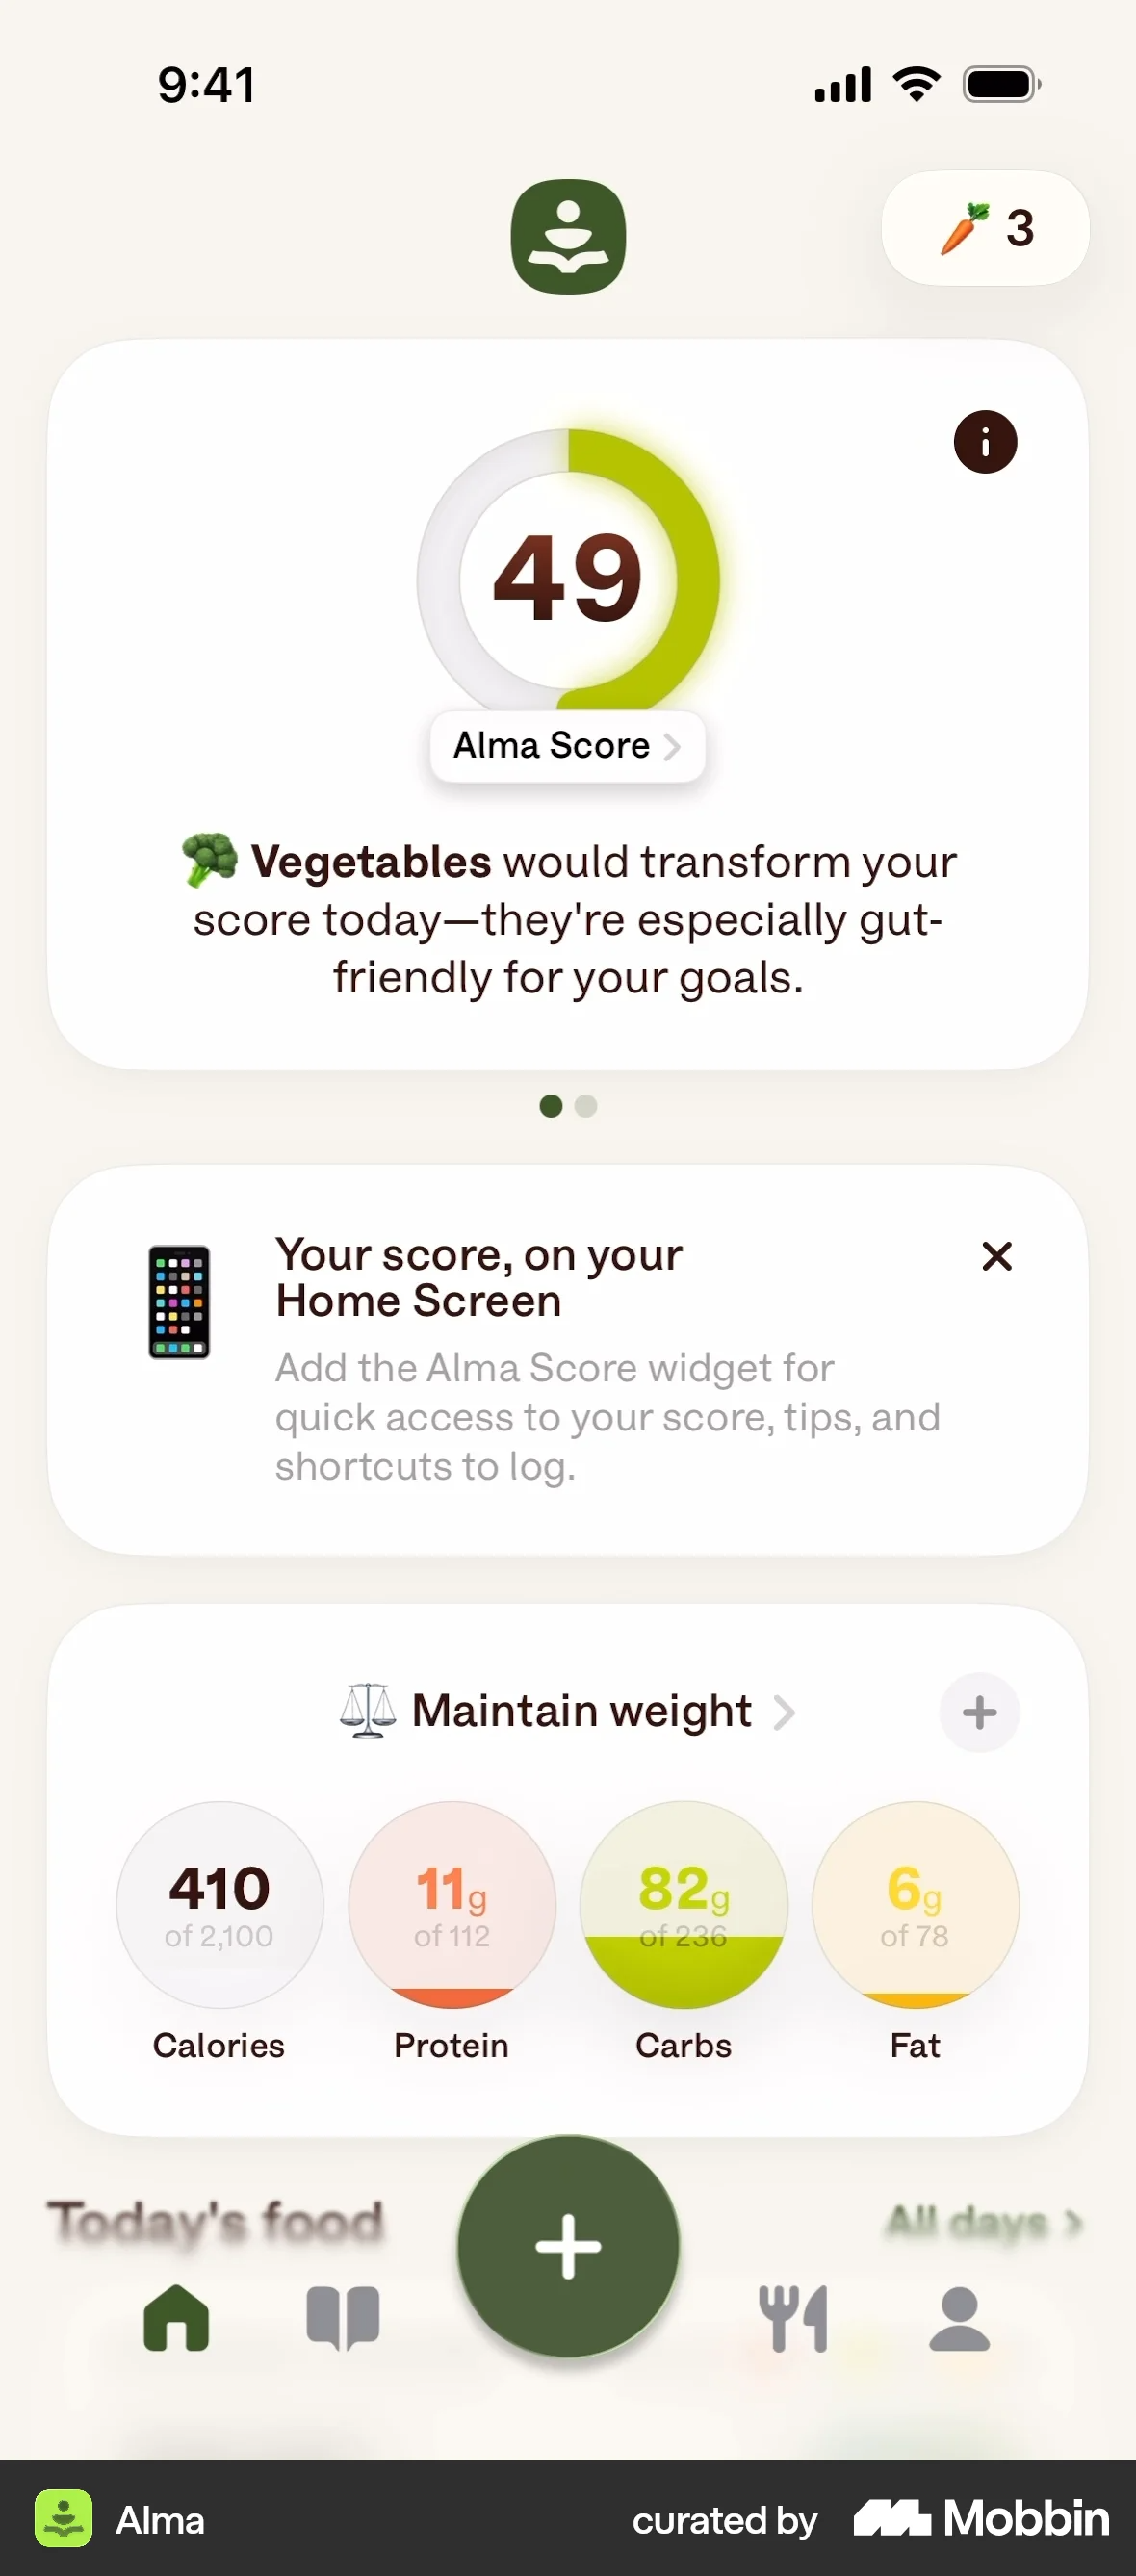 9:41
3
49
Alma Score
Vegetables would transform your
score today—they're especially gut-
friendly for your goals.
Your score, on your
Home Screen
Add the Alma Score widget for
quick access to your score, tips, and
shortcuts to log.
Maintain weight
410
of 2,100
Calories
11g
of 112
Protein
82g
of 236
Carbs
6g
of 78
Fat
Today's food
All days
Alma
curated by Mobbin